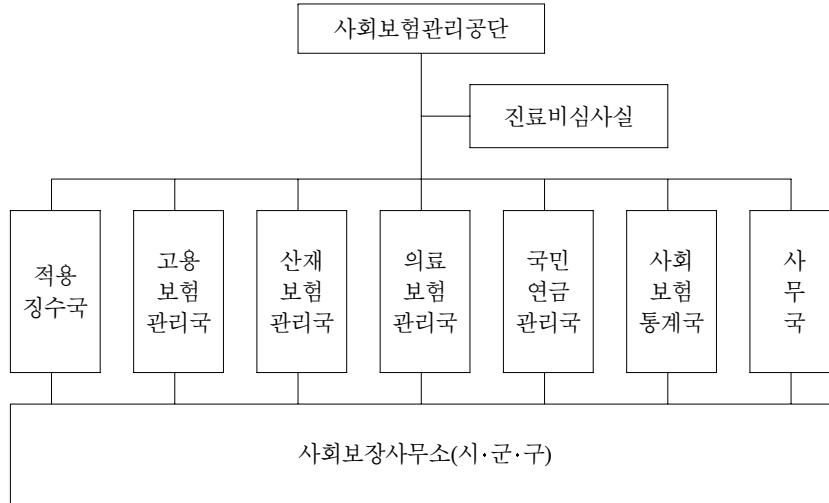 사회보험관리공단
진료비심사실
적용
징수국
고용
보험
관리국
산재
보험
관리국
의료
보험
관리국
국민
연금
관리국
사회
보험
통계국
사
무
국
사회보장사무소(시·군·구)